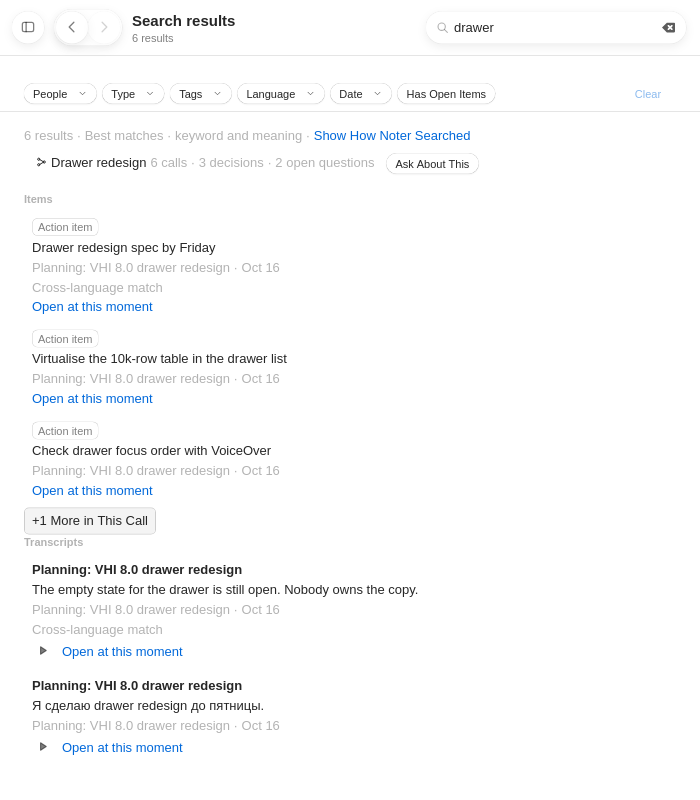 Search results
6 results
drawer
People
Type
Tags
Language
Date
Has Open Items
Clear
6 results · Best matches · keyword and meaning · Show How Noter Searched
Drawer redesign 6 calls · 3 decisions · 2 open questions
Ask About This
Items
Action item
Drawer redesign spec by Friday
Planning: VHI 8.0 drawer redesign · Oct 16
Cross-language match
Open at this moment
Action item
Virtualise the 10k-row table in the drawer list
Planning: VHI 8.0 drawer redesign · Oct 16
Open at this moment
Action item
Check drawer focus order with VoiceOver
Planning: VHI 8.0 drawer redesign · Oct 16
Open at this moment
+1 More in This Call
Transcripts
Planning: VHI 8.0 drawer redesign
The empty state for the drawer is still open. Nobody owns the copy.
Planning: VHI 8.0 drawer redesign · Oct 16
Cross-language match
Open at this moment
Planning: VHI 8.0 drawer redesign
Я сделаю drawer redesign до пятницы.
Planning: VHI 8.0 drawer redesign · Oct 16
Open at this moment